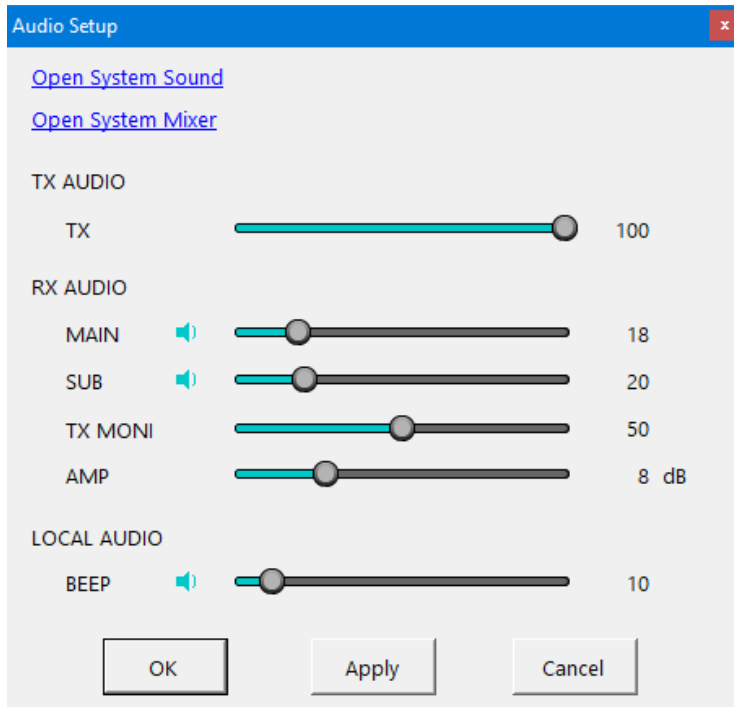 Audio Setup x
Open System Sound
Open System Mixer
TX AUDIO
TX 100
RX AUDIO
MAIN 18
SUB 20
TX MONI 50
AMP 8 dB
LOCAL AUDIO
BEEP 10
OK Apply Cancel